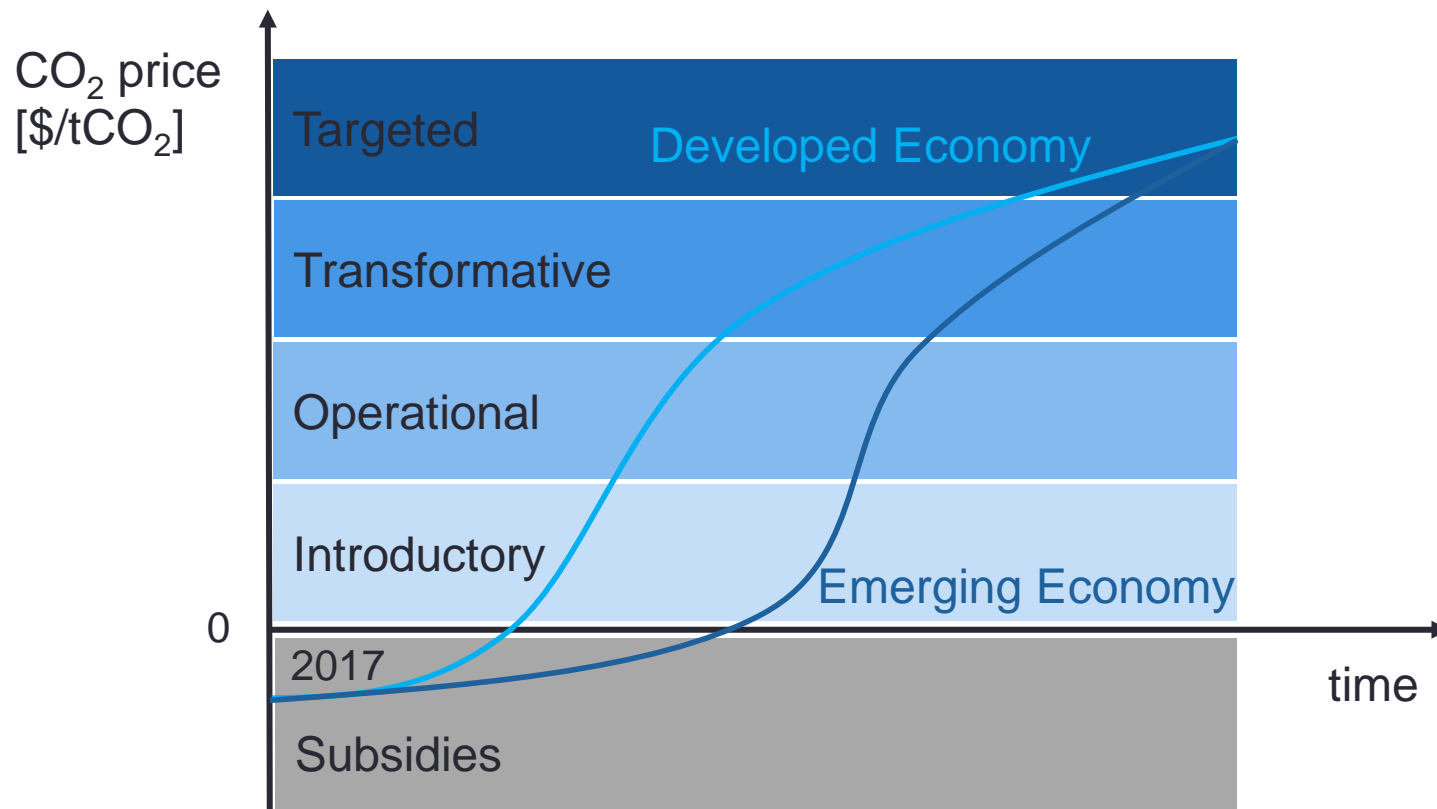 CO₂ price
[$/tCO₂]
Targeted
Developed Economy
Transformative
Operational
Introductory
Emerging Economy
0
2017
time
Subsidies